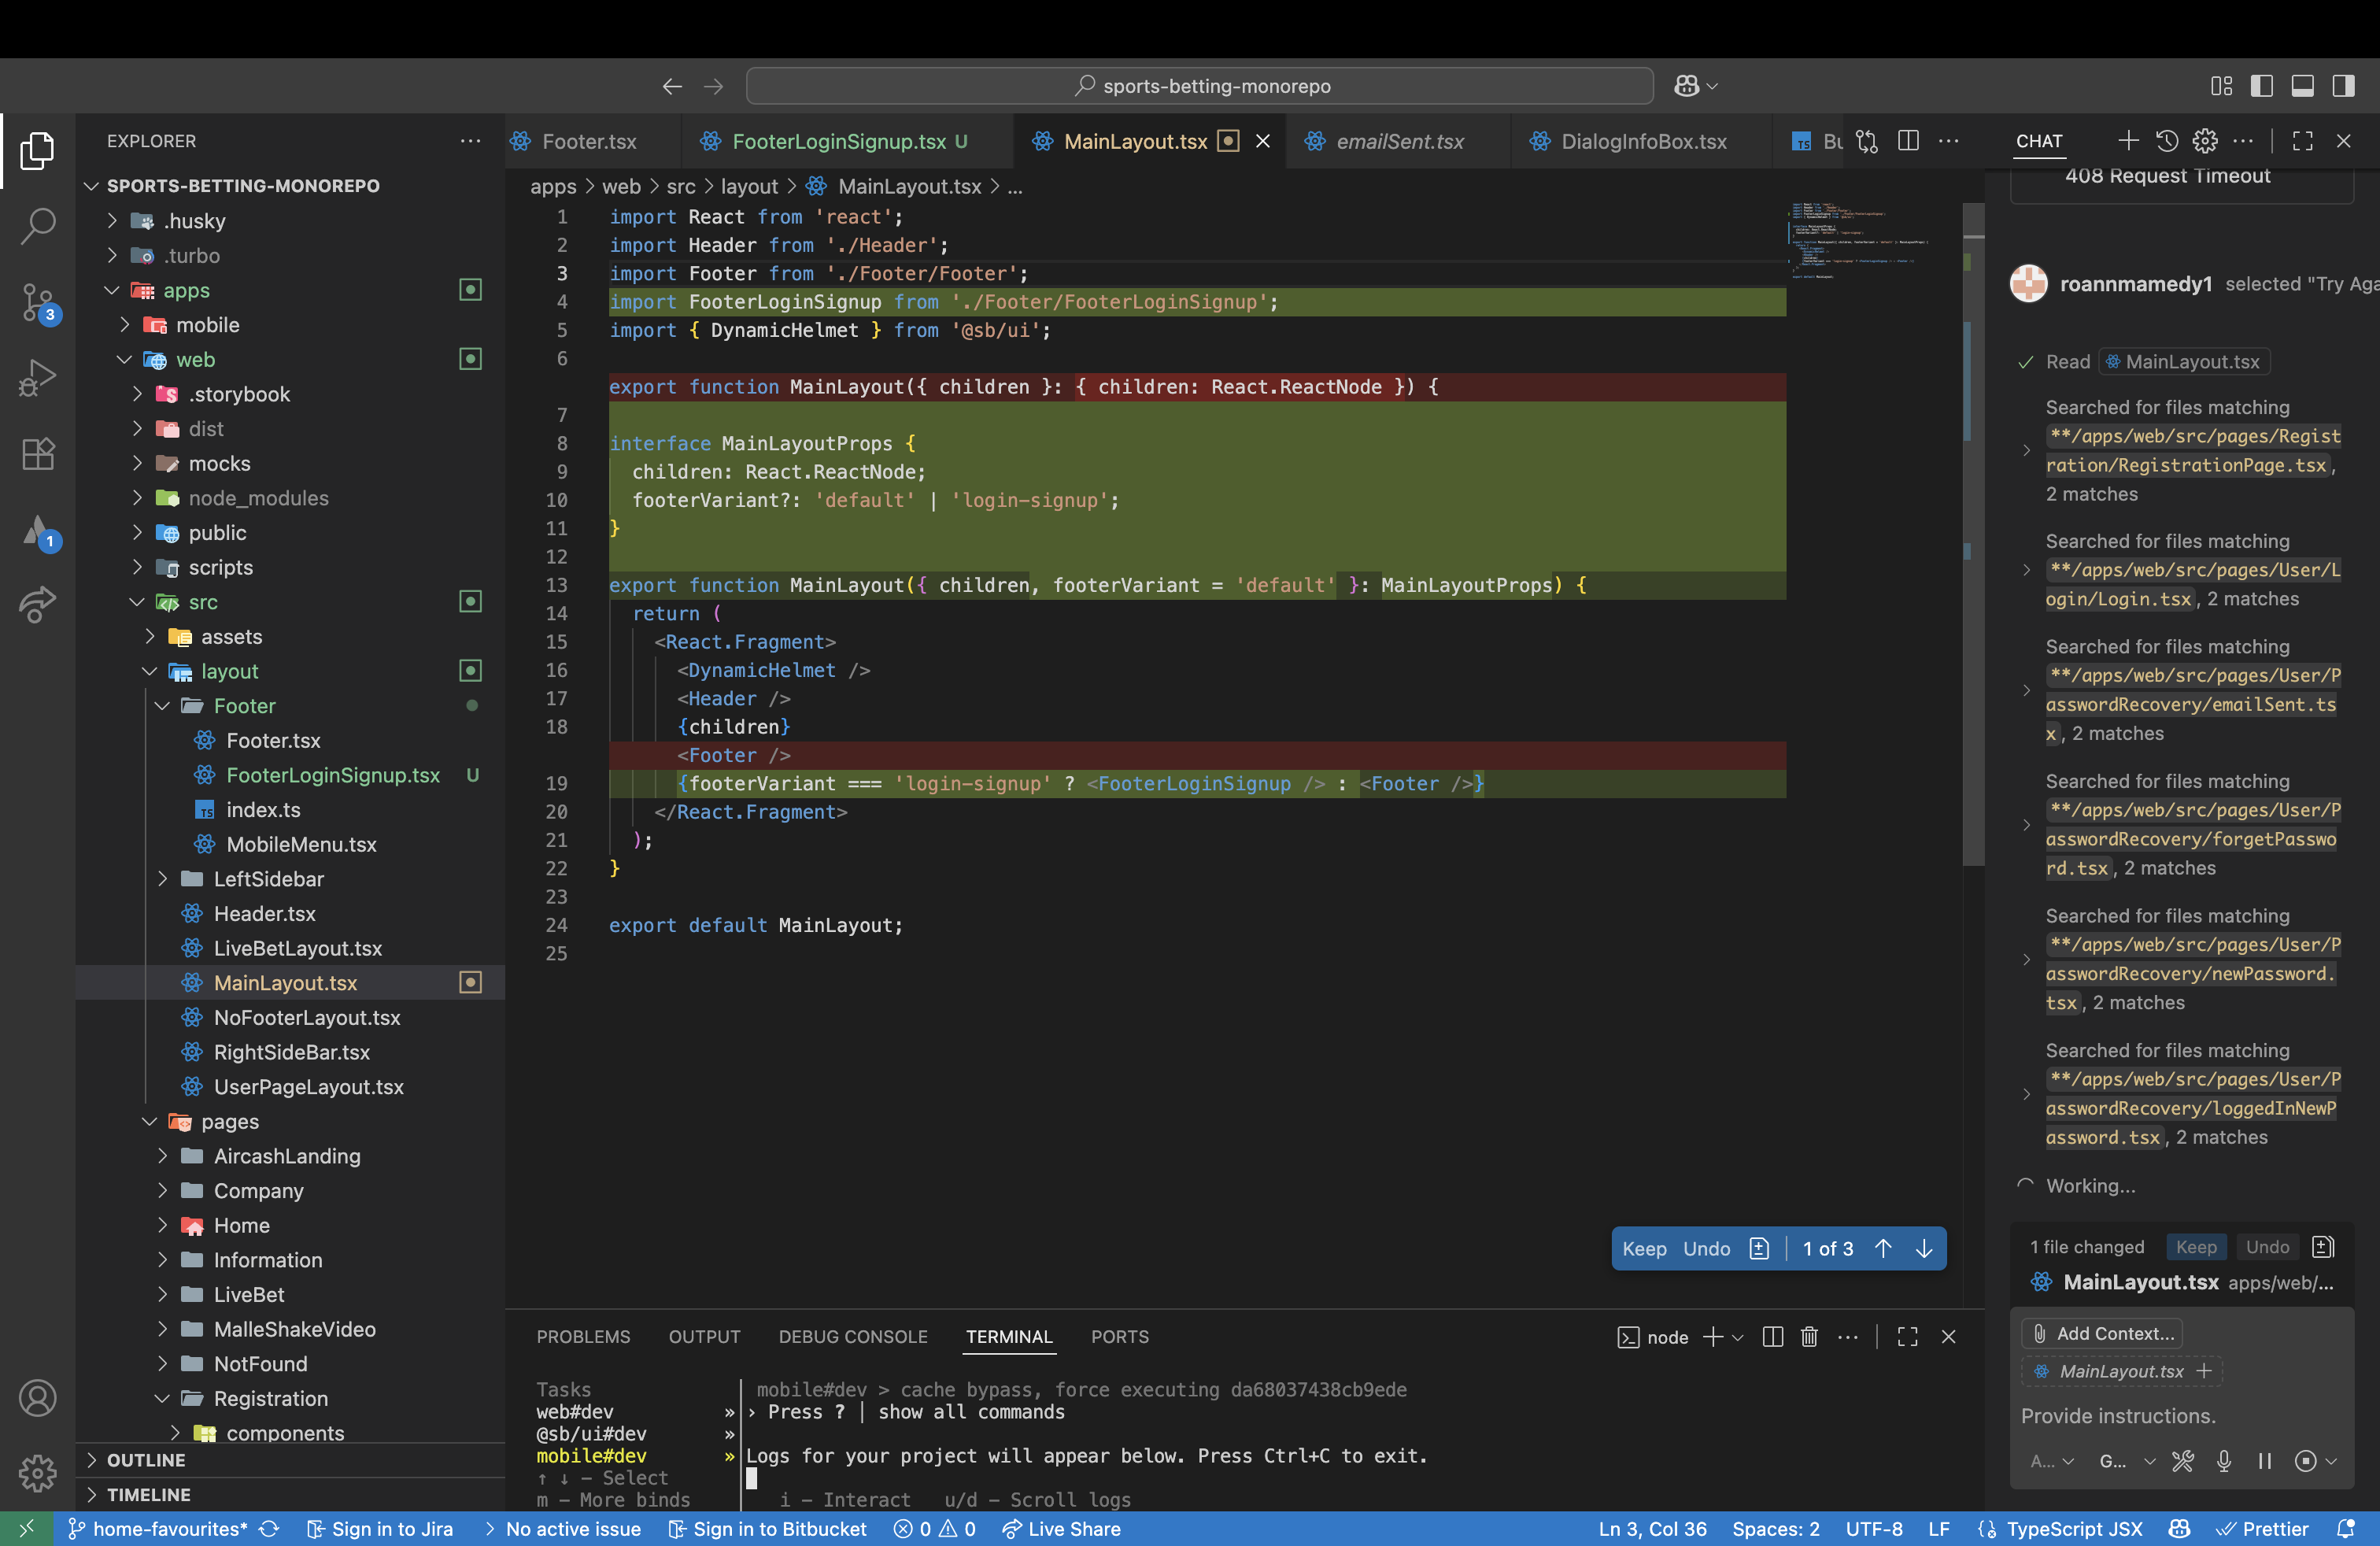 sports-betting-monorepo
EXPLORER
SPORTS-BETTING-MONOREPO
.husky
.turbo
apps
mobile
web
.storybook
dist
mocks
node_modules
public
scripts
src
assets
layout
Footer
Footer.tsx
FooterLoginSignup.tsx U
index.ts
MobileMenu.tsx
LeftSidebar
Header.tsx
LiveBetLayout.tsx
MainLayout.tsx
NoFooterLayout.tsx
RightSideBar.tsx
UserPageLayout.tsx
pages
AircashLanding
Company
Home
Information
LiveBet
MalleShakeVideo
NotFound
Registration
components
OUTLINE
TIMELINE
3
1
Footer.tsx FooterLoginSignup.tsx U MainLayout.tsx emailSent.tsx DialogInfoBox.tsx TS Bu
apps > web > src > layout > MainLayout.tsx > ...
1 import React from 'react';
2 import Header from './Header';
3 import Footer from './Footer/Footer';
4 import FooterLoginSignup from './Footer/FooterLoginSignup';
5 import { DynamicHelmet } from '@sb/ui';
6
export function MainLayout({ children }: { children: React.ReactNode }) {
7
8 interface MainLayoutProps {
9 children: React.ReactNode;
10 footerVariant?: 'default' | 'login-signup';
11 }
12
13 export function MainLayout({ children, footerVariant = 'default' }: MainLayoutProps) {
14 return (
15 <React.Fragment>
16 <DynamicHelmet />
17 <Header />
18 {children}
<Footer />
19 {footerVariant === 'login-signup' ? <FooterLoginSignup /> : <Footer />}
20 </React.Fragment>
21 );
22 }
23
24 export default MainLayout;
25
Keep Undo 1 of 3
PROBLEMS OUTPUT DEBUG CONSOLE TERMINAL PORTS
node
Tasks mobile#dev > cache bypass, force executing da68037438cb9ede
web#dev » › Press ? │ show all commands
@sb/ui#dev »
mobile#dev » Logs for your project will appear below. Press Ctrl+C to exit.
↑ ↓ - Select
m - More binds i - Interact u/d - Scroll logs
CHAT
408 Request Timeout
roannmamedy1 selected "Try Aga
Read MainLayout.tsx
Searched for files matching
**/apps/web/src/pages/Regist
ration/RegistrationPage.tsx,
2 matches
Searched for files matching
**/apps/web/src/pages/User/L
ogin/Login.tsx, 2 matches
Searched for files matching
**/apps/web/src/pages/User/P
asswordRecovery/emailSent.ts
x, 2 matches
Searched for files matching
**/apps/web/src/pages/User/P
asswordRecovery/forgetPasswo
rd.tsx, 2 matches
Searched for files matching
**/apps/web/src/pages/User/P
asswordRecovery/newPassword.
tsx, 2 matches
Searched for files matching
**/apps/web/src/pages/User/P
asswordRecovery/loggedInNewP
assword.tsx, 2 matches
Working...
1 file changed Keep Undo
MainLayout.tsx apps/web/...
Add Context...
MainLayout.tsx +
Provide instructions.
A... G...
home-favourites* Sign in to Jira No active issue Sign in to Bitbucket 0 0 Live Share Ln 3, Col 36 Spaces: 2 UTF-8 LF TypeScript JSX Prettier